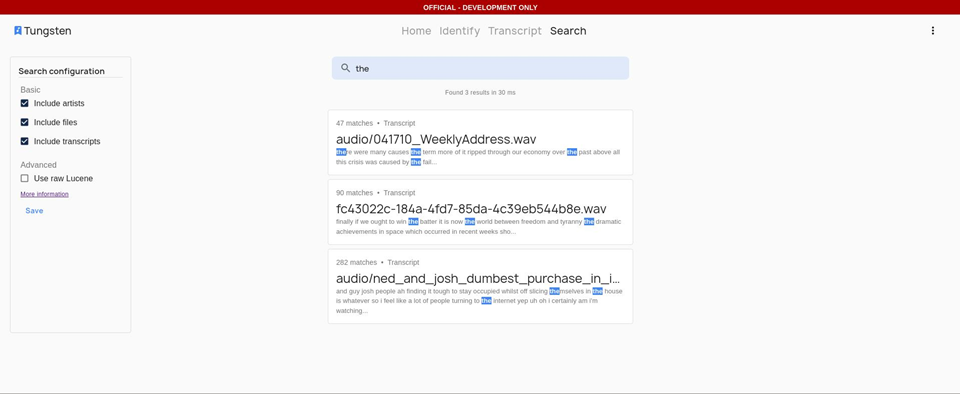 OFFICIAL - DEVELOPMENT ONLY
Tungsten
Home Identify Transcript Search
Search configuration
Basic
Include artists
Include files
Include transcripts
Advanced
Use raw Lucene
More information
Save
the
Found 3 results in 30 ms
47 matches • Transcript
audio/041710_WeeklyAddress.wav
there were many causes the term more of it ripped through our economy over the past above all
this crisis was caused by the fail...
90 matches • Transcript
fc43022c-184a-4fd7-85da-4c39eb544b8e.wav
finally if we ought to win the batter it is now the world between freedom and tyranny the dramatic
achievements in space which occurred in recent weeks sho...
282 matches • Transcript
audio/ned_and_josh_dumbest_purchase_in_i...
and guy josh people ah finding it tough to stay occupied whilst off slicing themselves in the house
is whatever so i feel like a lot of people turning to the internet yep uh oh i certainly am i'm
watching...